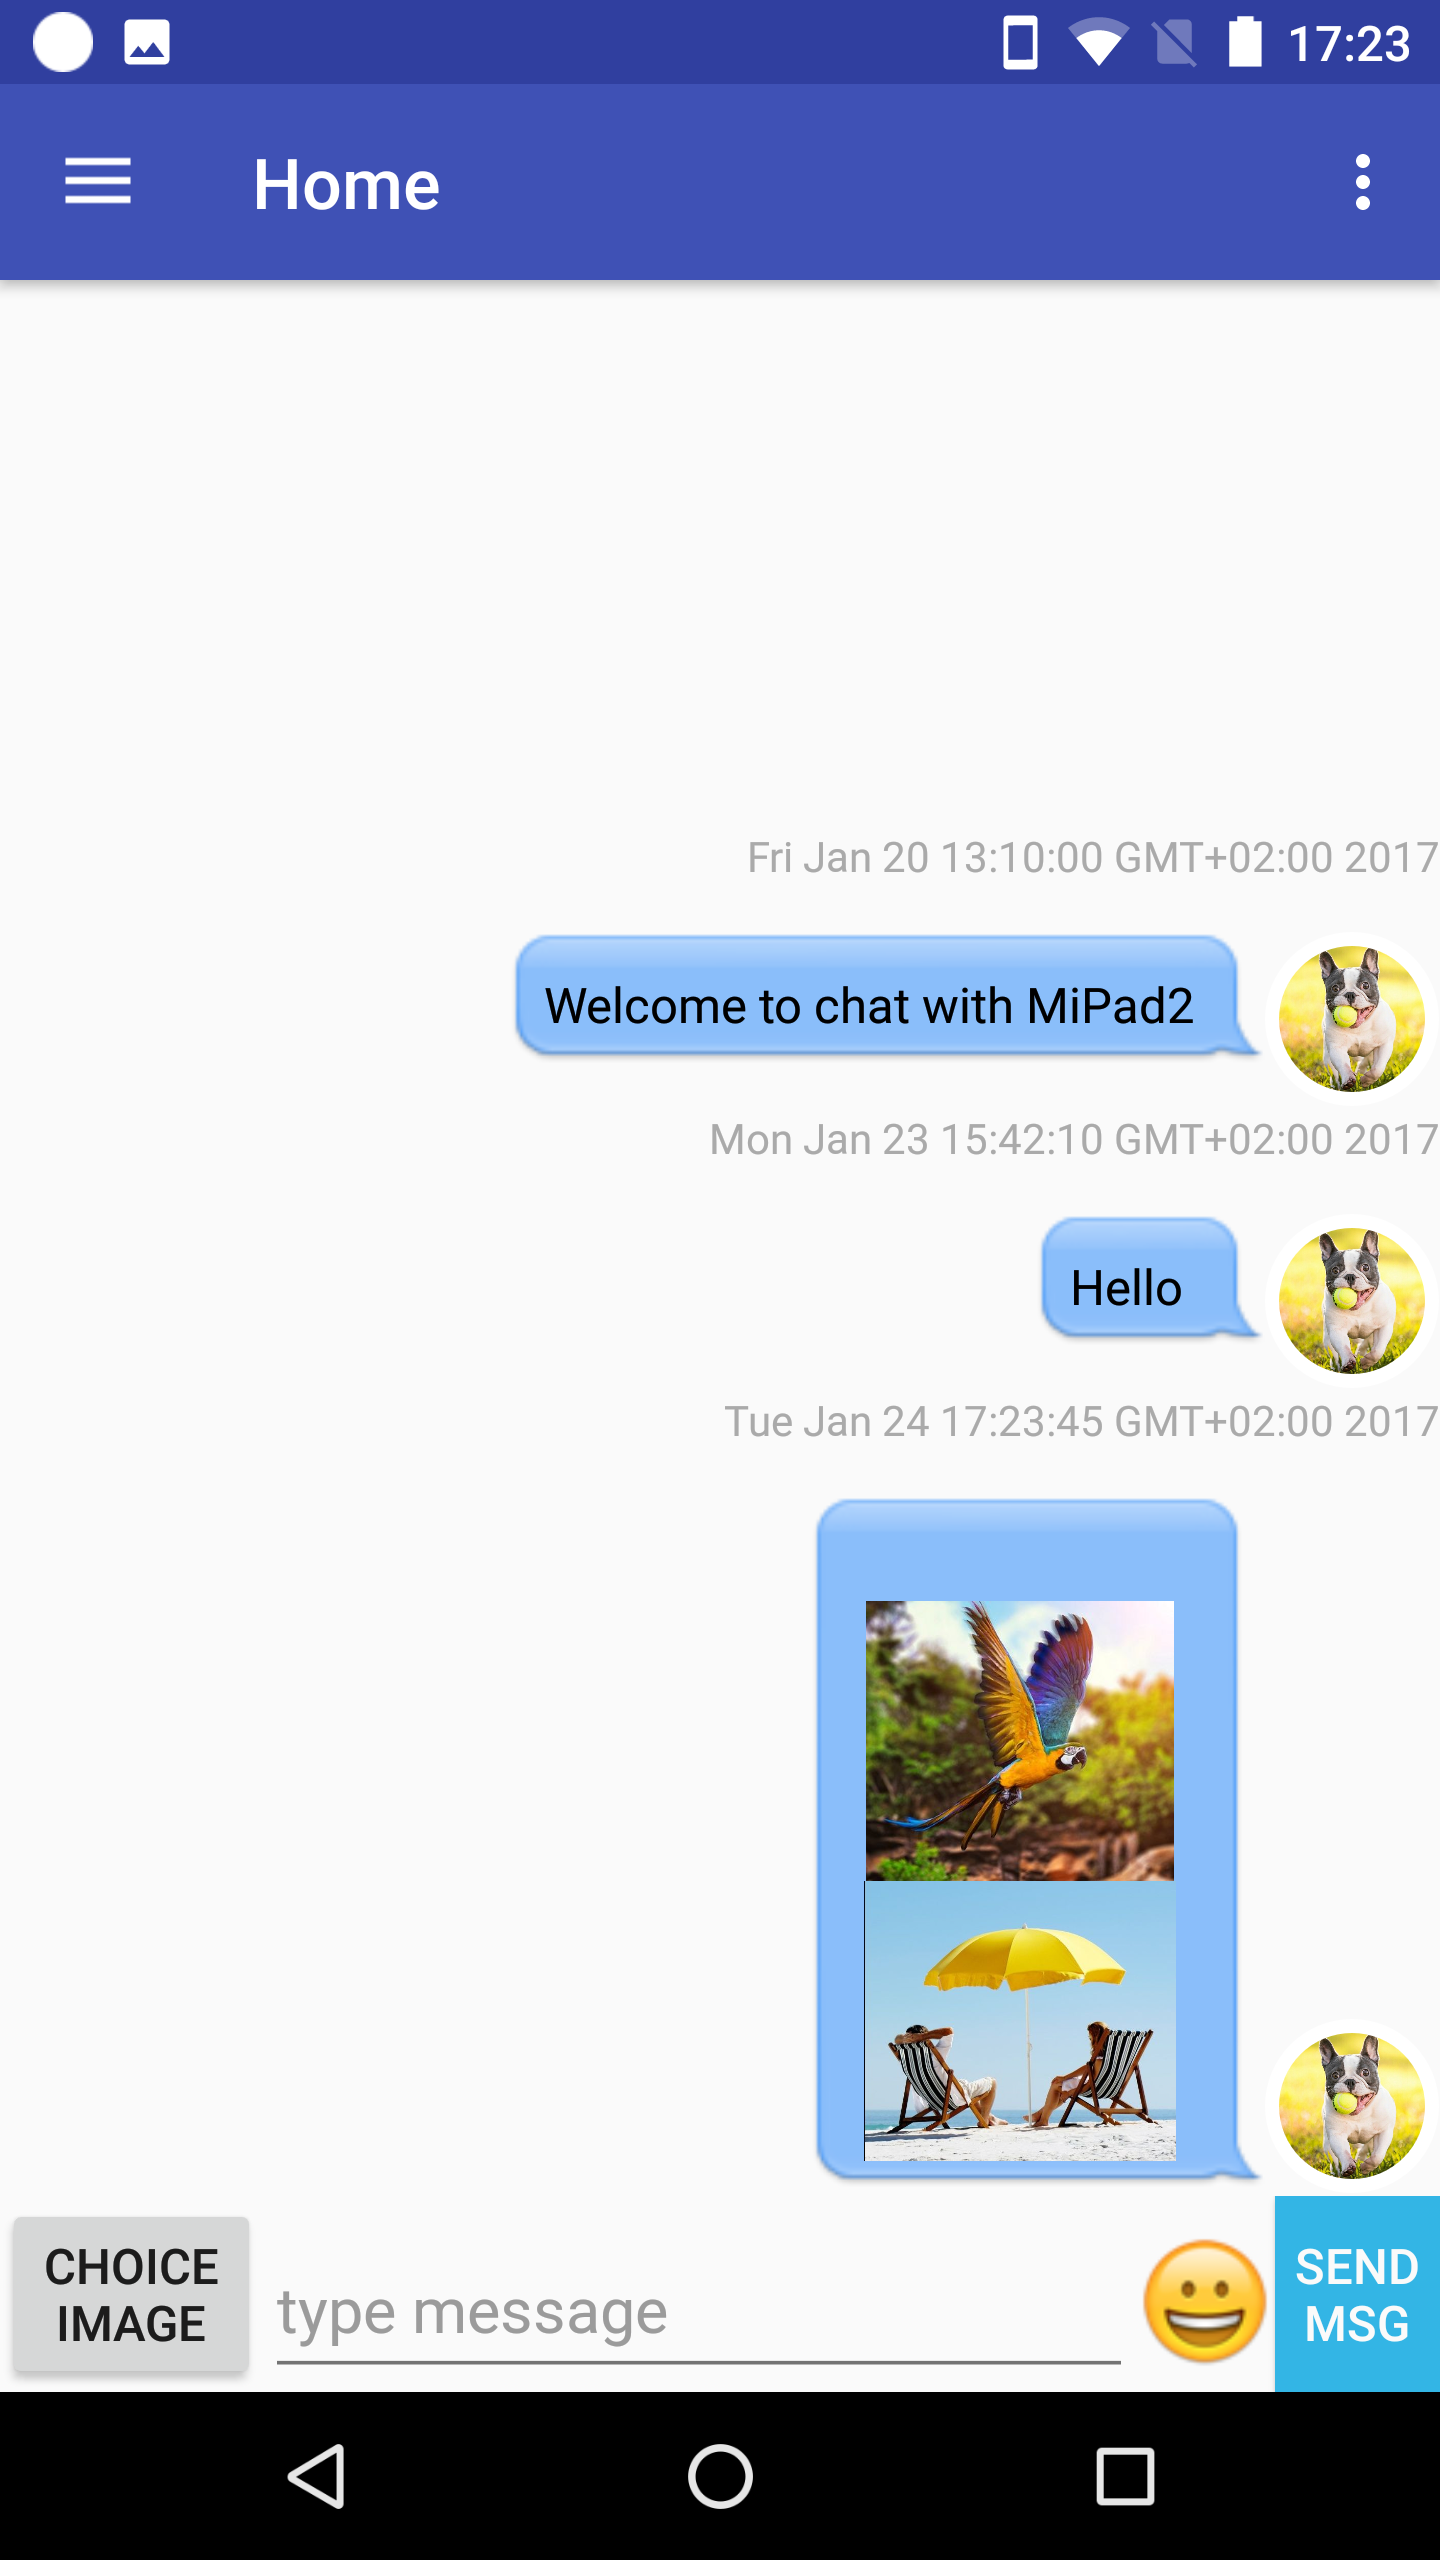 17:23
Home
Fri Jan 20 13:10:00 GMT+02:00 2017
Welcome to chat with MiPad2
Mon Jan 23 15:42:10 GMT+02:00 2017
Hello
Tue Jan 24 17:23:45 GMT+02:00 2017
CHOICE
IMAGE
type message
SEND
MSG